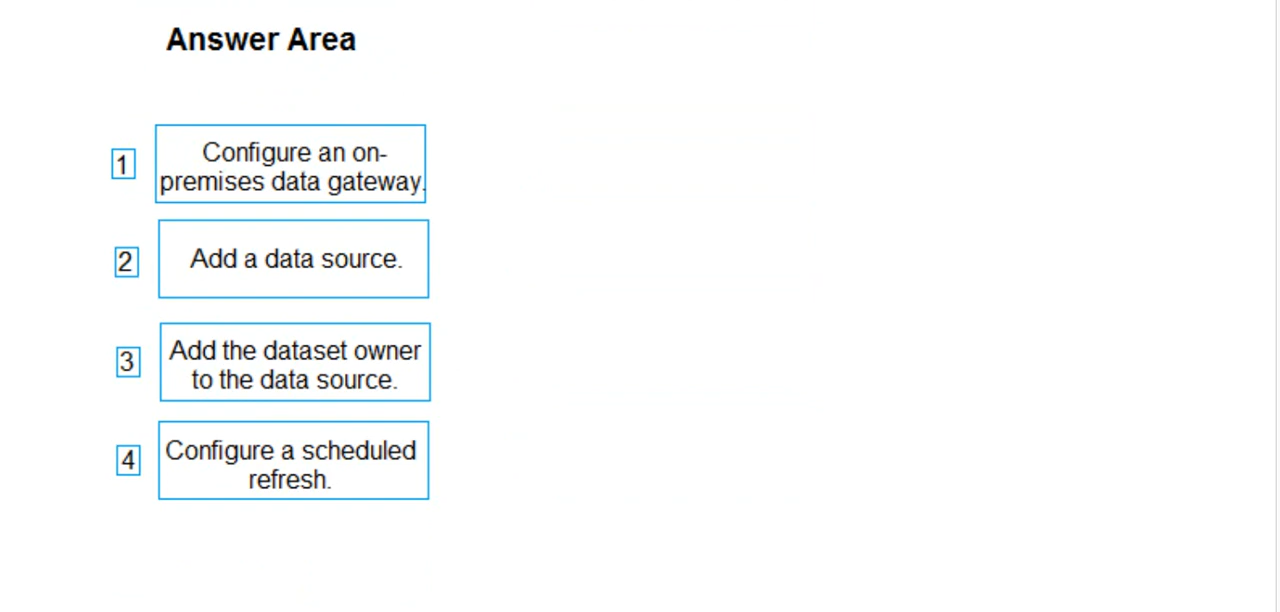 Answer Area
1
Configure an on-
premises data gateway.
2
Add a data source.
3
Add the dataset owner
to the data source.
4
Configure a scheduled
refresh.